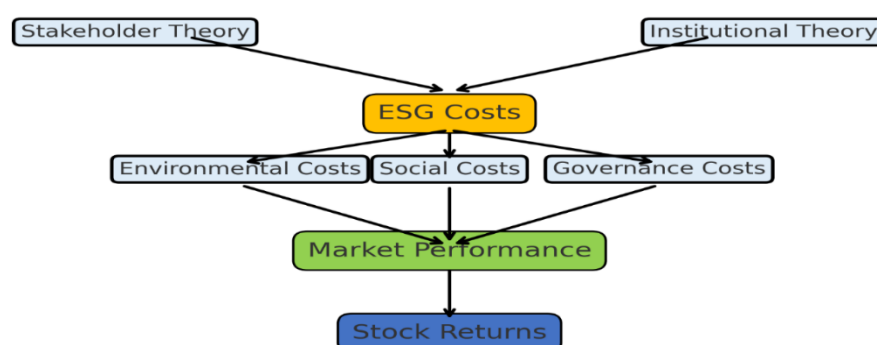 Stakeholder Theory
Institutional Theory
ESG Costs
Environmental Costs
Social Costs
Governance Costs
Market Performance
Stock Returns